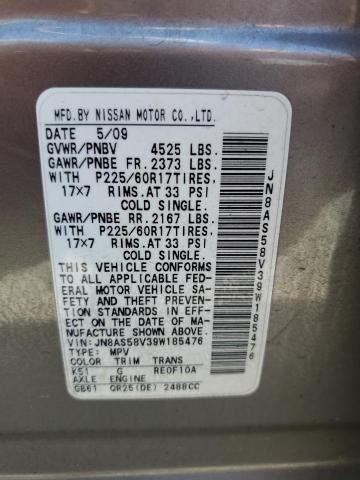 MFD.BY NISSAN MOTOR CO.,LTD.
DATE 5/09
GVWR/PNBV 4525 LBS.
GAWR/PNBE FR. 2373 LBS.
WITH P225/60R17TIRES,
17×7 RIMS.AT 33 PSI
COLD SINGLE.
GAWR/PNBE RR. 2167 LBS.
WITH P225/60R17TIRES,
17×7 RIMS.AT 33 PSI
COLD SINGLE.
THIS VEHICLE CONFORMS
TO ALL APPLICABLE FED-
ERAL MOTOR VEHICLE SA-
FETY AND THEFT PREVEN-
TION STANDARDS IN EFFECT
ON THE DATE OF MA-
NUFACTURE SHOWN ABOVE.
VIN: JN8AS58V39W185476
TYPE: MPV
COLOR TRIM TRANS
K51 G RE0F10A
AXLE ENGINE
GB61 QR25(DE) 2488CC
JN8AS58V39W185476